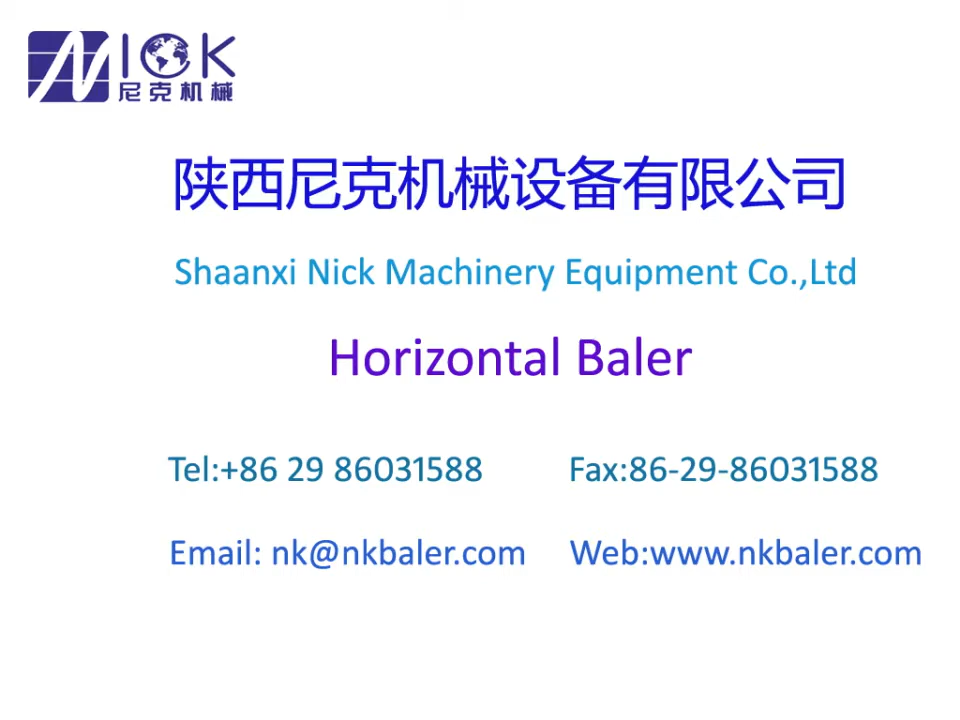 NICK
尼克机械
陕西尼克机械设备有限公司
Shaanxi Nick Machinery Equipment Co.,Ltd
Horizontal Baler
Tel:+86 29 86031588 Fax:86-29-86031588
Email: nk@nkbaler.com Web:www.nkbaler.com